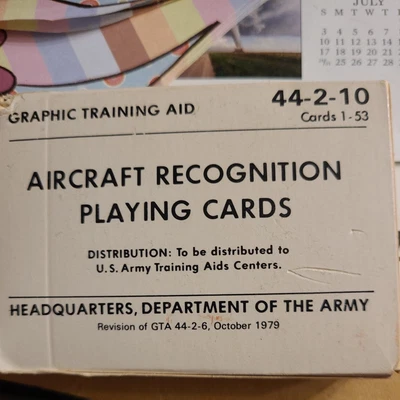 JULY
S M T W T
3 4 5 6 7
10 11 12 13 14
17 18 19 20 21
25 26 27 28
GRAPHIC TRAINING AID
44-2-10
Cards 1-53
AIRCRAFT RECOGNITION
PLAYING CARDS
DISTRIBUTION: To be distributed to
U.S. Army Training Aids Centers.
HEADQUARTERS, DEPARTMENT OF THE ARMY
Revision of GTA 44-2-6, October 1979